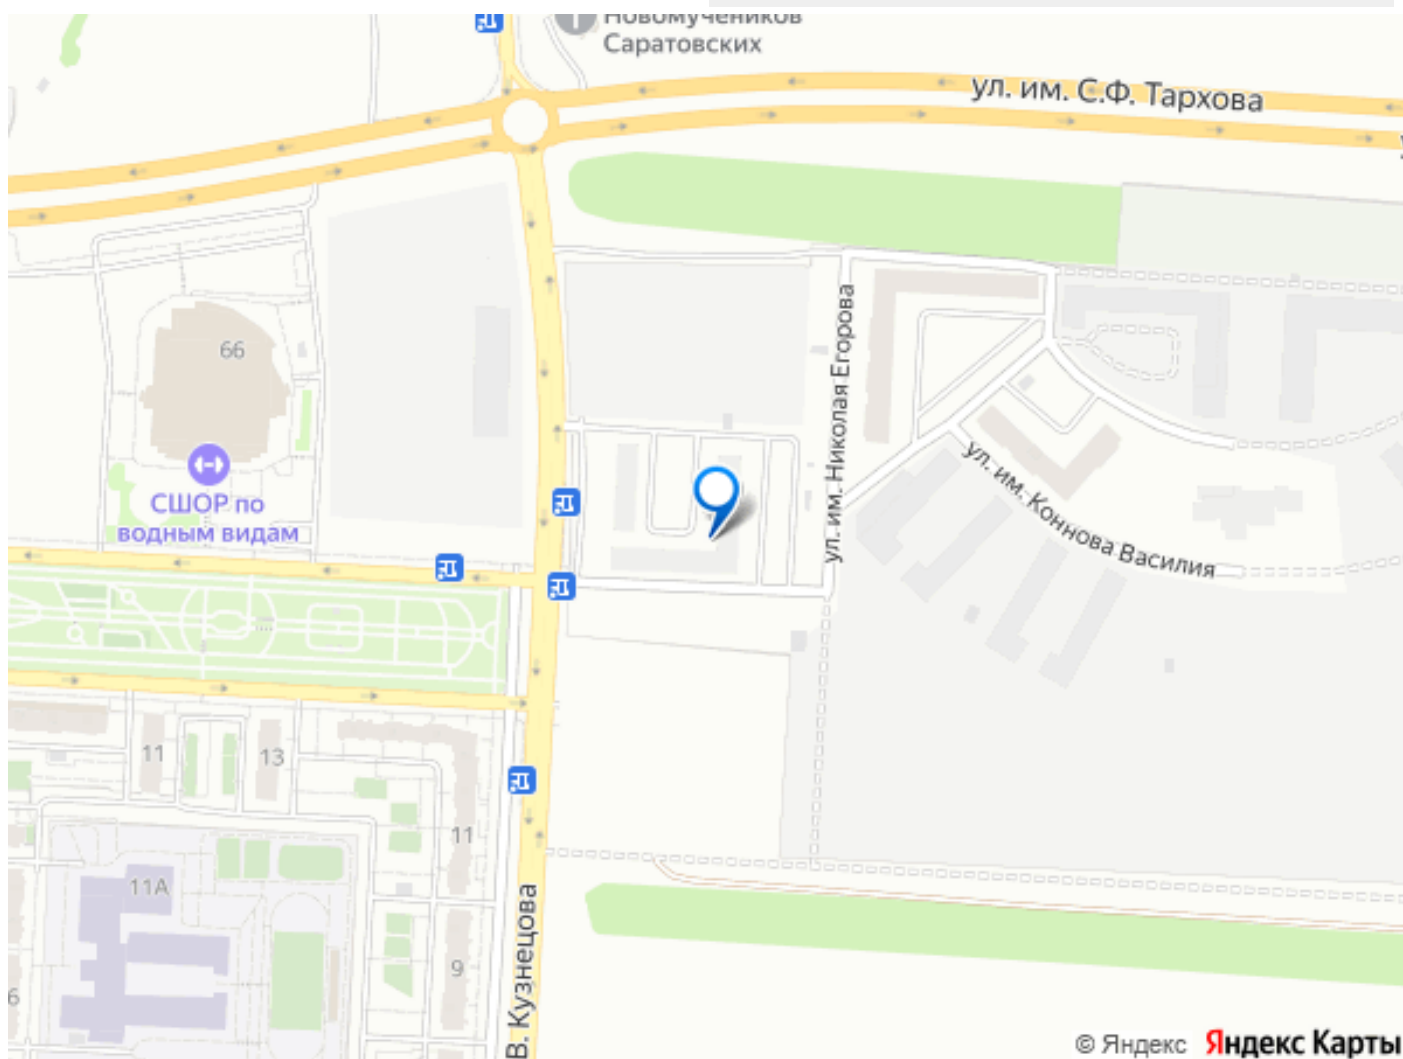 Новомучеников
Саратовских
ул. им. С.Ф. Тархова
66
ул. им. Николая Егорова
СШОР по
водным видам
ул. им. Коннова Василия
11
13
11
11А
9
6
В. Кузнецова
© Яндекс Яндекс Карты